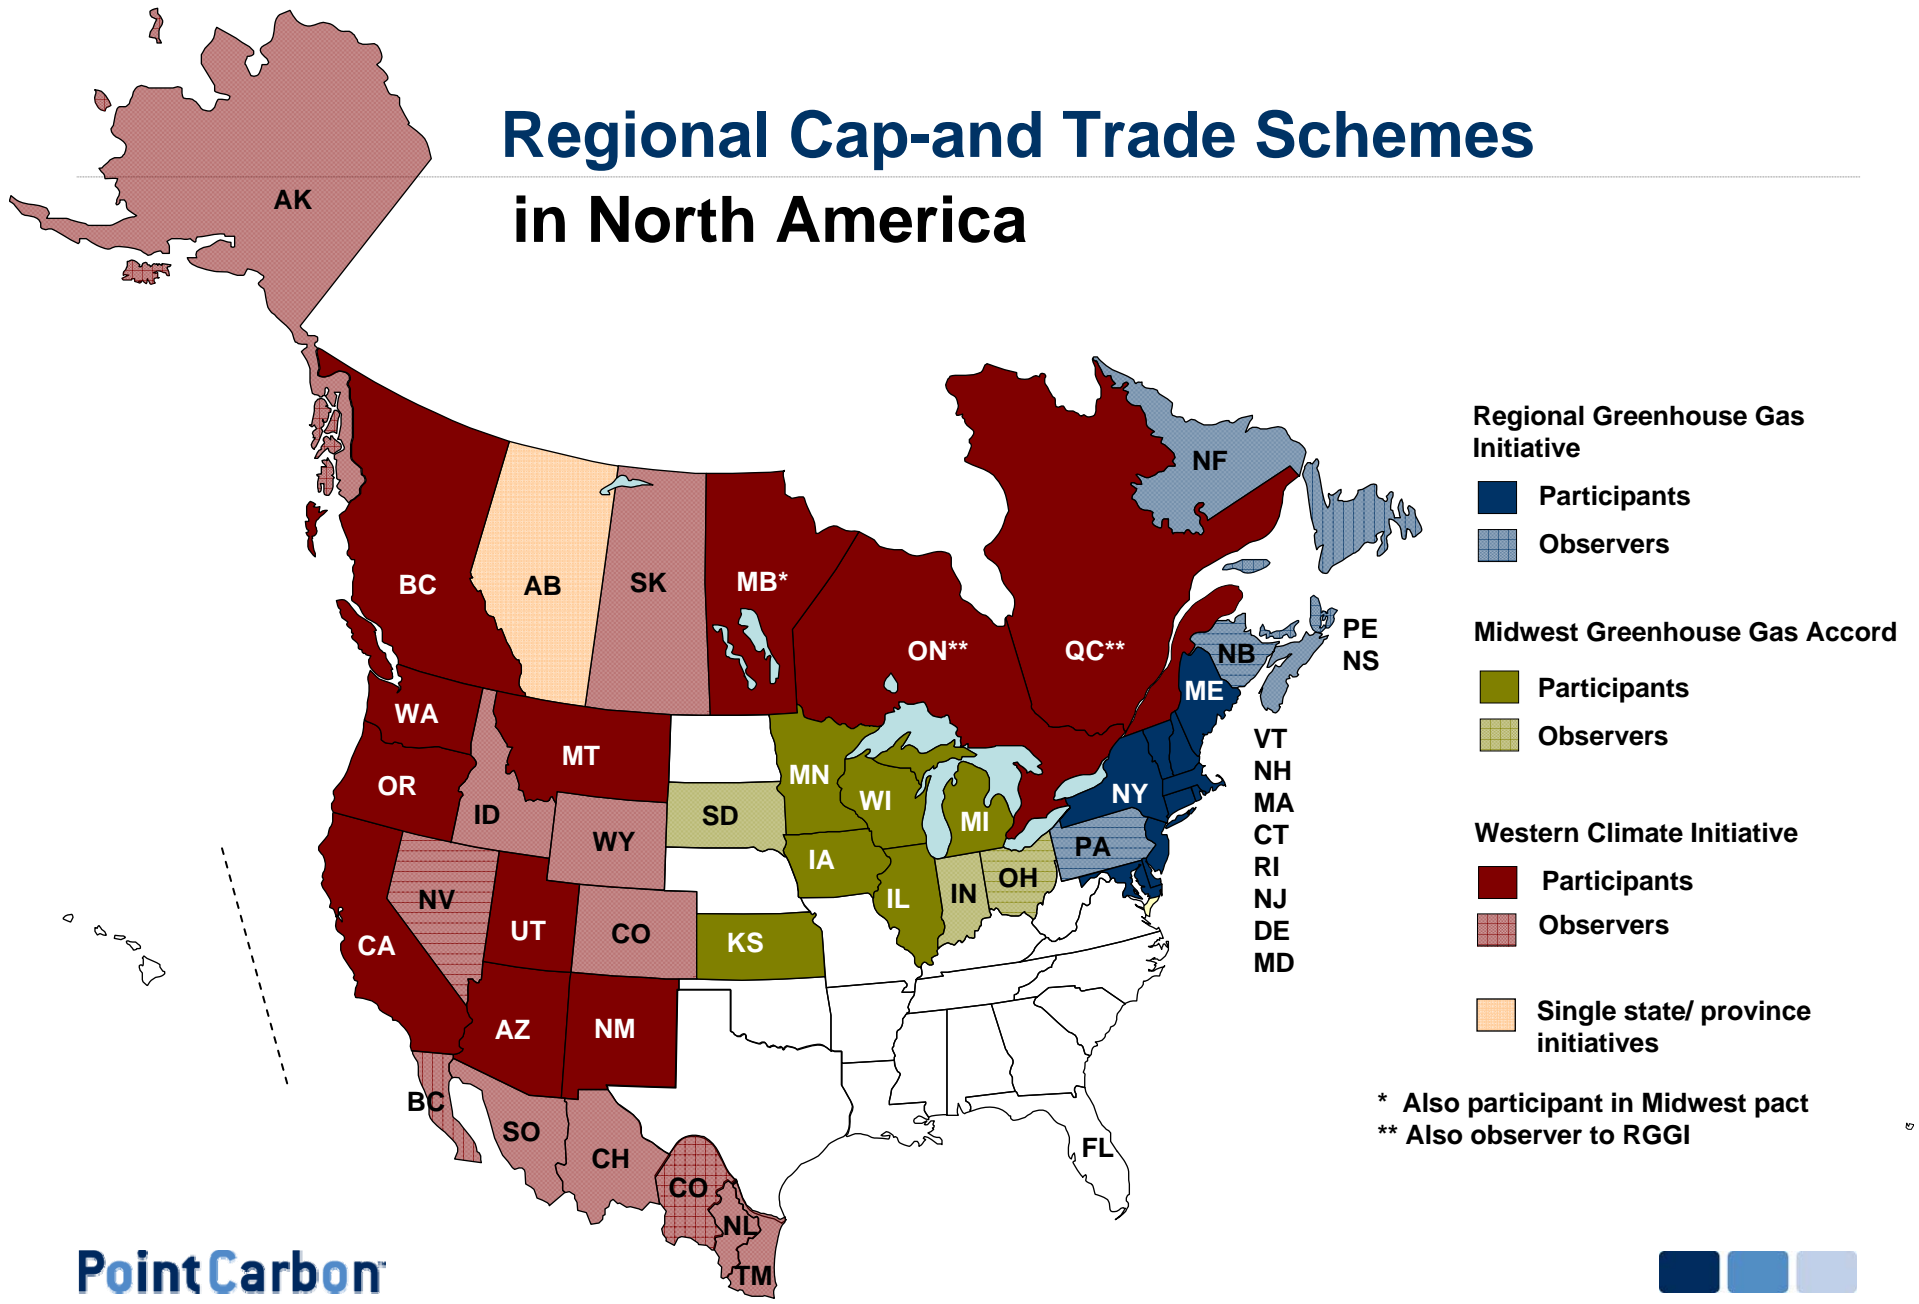 Regional Cap-and Trade Schemes
in North America
AK
NF
BC
AB
SK
MB*
ON**
QC**
NB
PE
NS
ME
WA
MT
OR
ID
WY
SD
MN
WI
MI
NY
PA
IA
IL
IN
OH
NV
UT
CO
KS
CA
AZ
NM
BC
SO
CH
CO
NL
TM
FL
VT
NH
MA
CT
RI
NJ
DE
MD
Regional Greenhouse Gas
Initiative
Participants
Observers
Midwest Greenhouse Gas Accord
Participants
Observers
Western Climate Initiative
Participants
Observers
Single state/ province
initiatives
* Also participant in Midwest pact
** Also observer to RGGI
PointCarbon